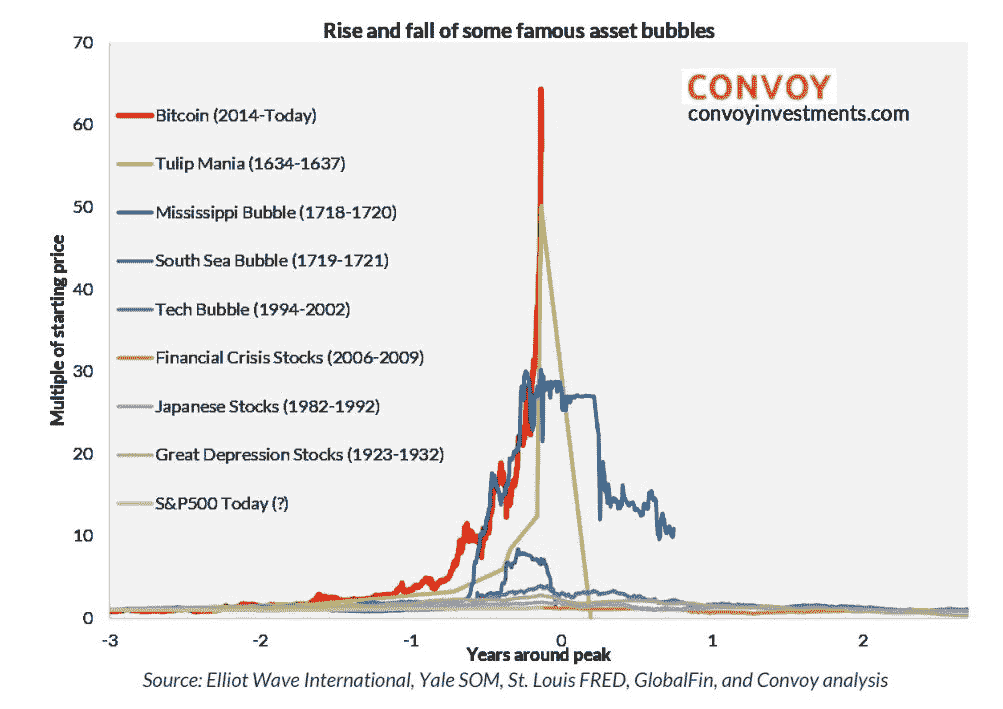 Rise and fall of some famous asset bubbles
70
60
50
40
30
20
10
0
Multiple of starting price
CONVOY
convoyinvestments.com
Bitcoin (2014-Today)
Tulip Mania (1634-1637)
Mississippi Bubble (1718-1720)
South Sea Bubble (1719-1721)
Tech Bubble (1994-2002)
Financial Crisis Stocks (2006-2009)
Japanese Stocks (1982-1992)
Great Depression Stocks (1923-1932)
S&P500 Today (?)
-3 -2 -1 0 1 2
Years around peak
Source: Elliot Wave International, Yale SOM, St. Louis FRED, GlobalFin, and Convoy analysis